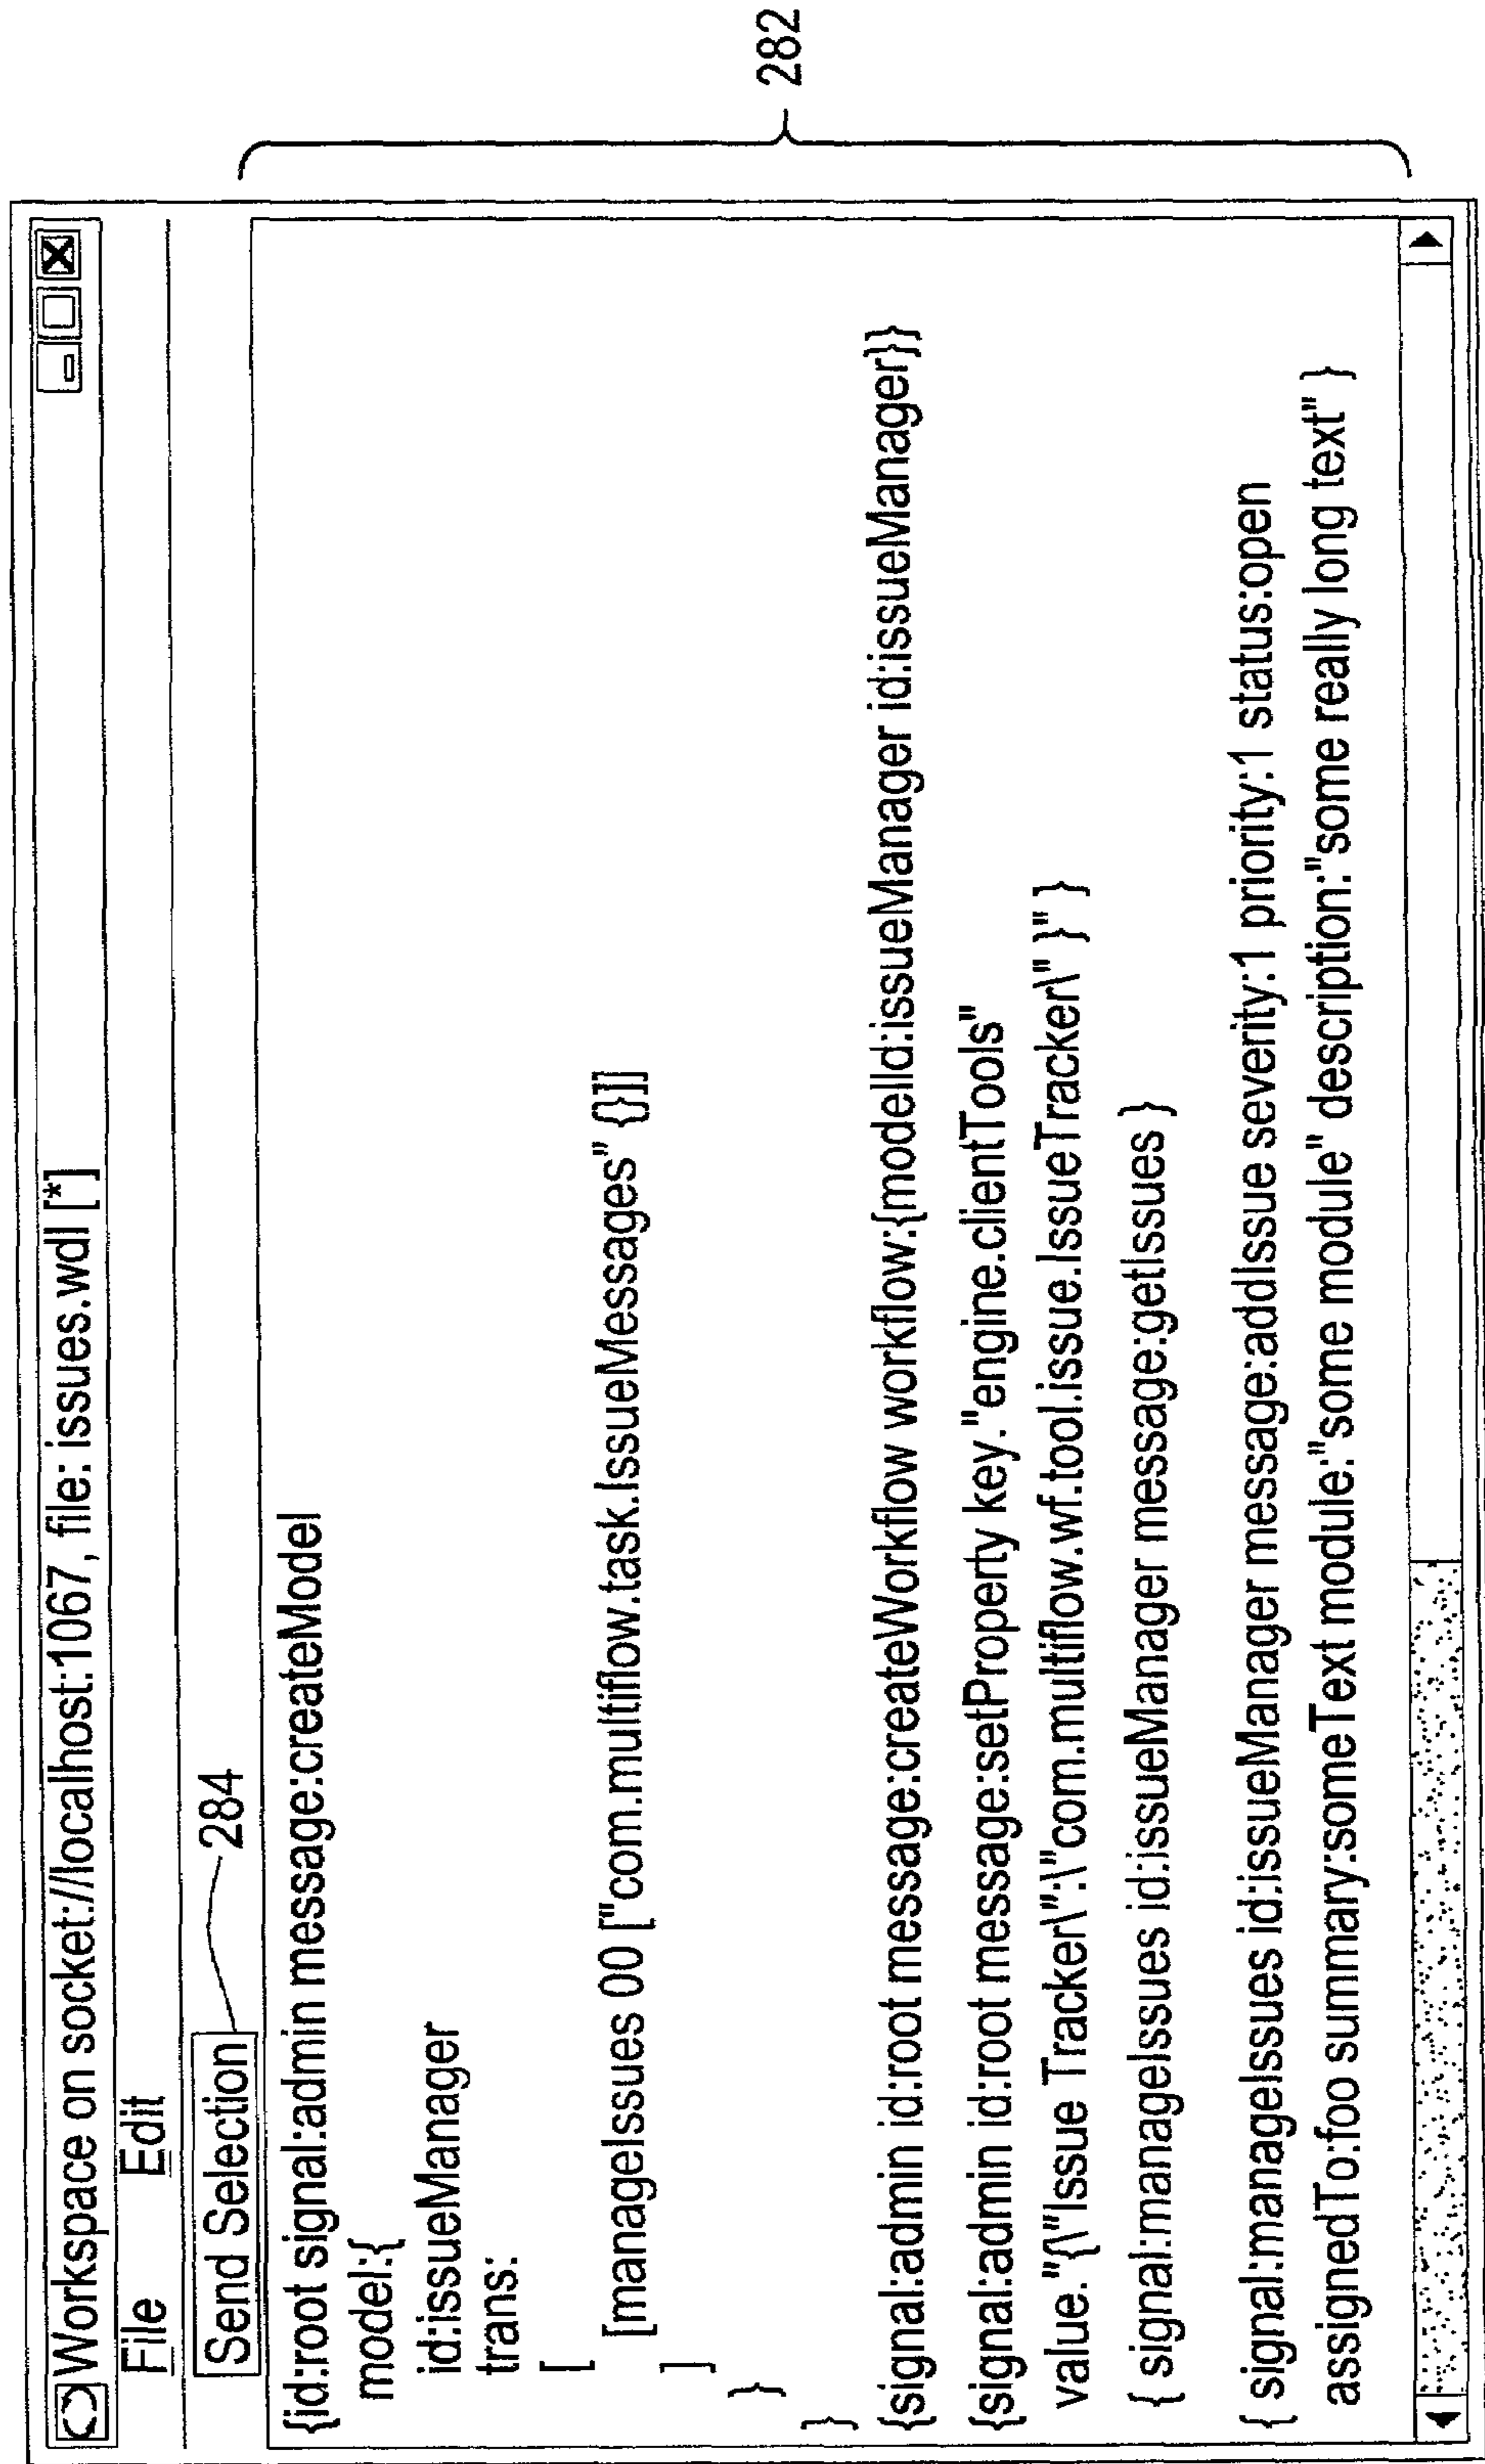 Workspace on socket://localhost:1067, file: issues.wdl [*]
File Edit
Send Selection
284
{id:root signal:admin message:createModel
model:{
id:issueManager
trans:
[
[manageIssues 00 ["com.multiflow.task.IssueMessages" {}]]
]
}
}
{signal:admin id:root message:createWorkflow workflow:{modelId:issueManager id:issueManager}}
{signal:admin id:root message:setProperty key."engine.clientTools"
value."{\"Issue Tracker\":\"com.multiflow.wf.tool.issue.IssueTracker\" }" }
{ signal:manageIssues id:issueManager message:getIssues }
{ signal:manageIssues id:issueManager message:addIssue severity:1 priority:1 status:open
assignedTo:foo summary:someText module:"some module" description:"some really long text" }
282